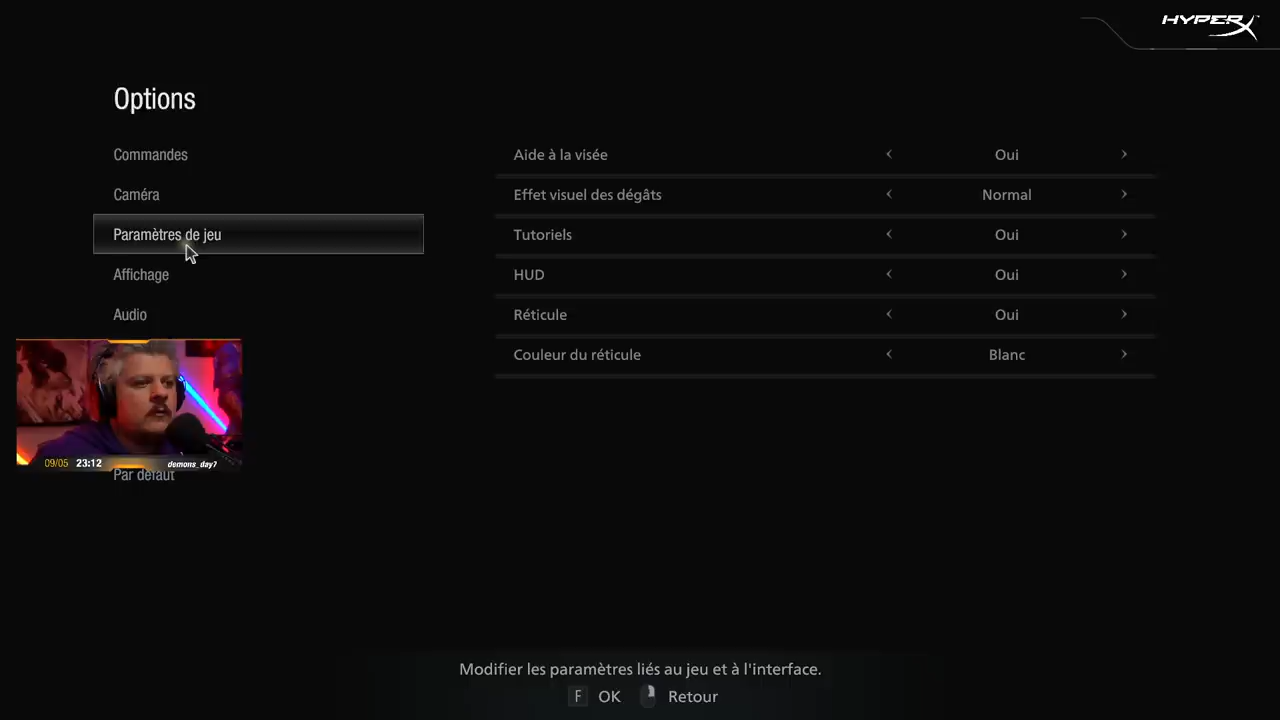 HYPERX
Options
Commandes
Caméra
Paramètres de jeu
Affichage
Audio
Par défaut
Aide à la visée Oui
Effet visuel des dégâts Normal
Tutoriels Oui
HUD Oui
Réticule Oui
Couleur du réticule Blanc
09/05 23:12 demons_day7
Modifier les paramètres liés au jeu et à l'interface.
F OK Retour